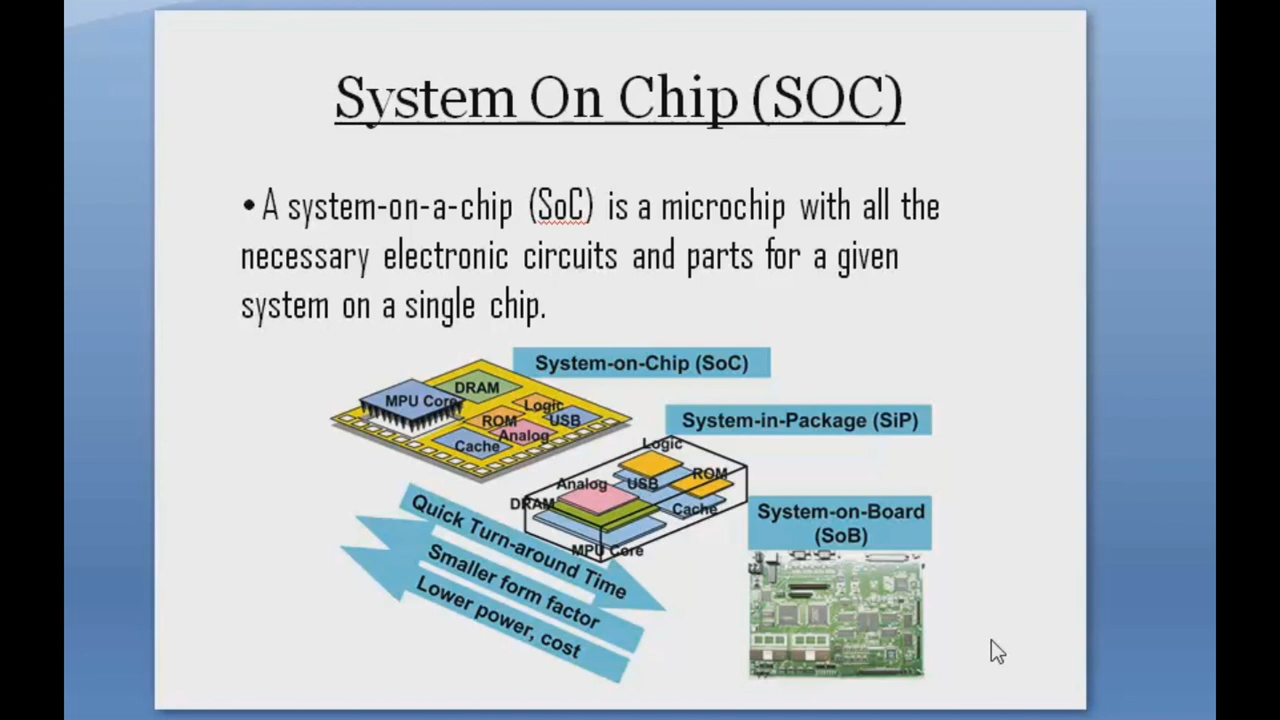 System On Chip (SOC)
• A system-on-a-chip (SoC) is a microchip with all the
necessary electronic circuits and parts for a given
system on a single chip.
System-on-Chip (SoC)
DRAM
MPU Core
Logic
ROM
USB
Analog
Cache
System-in-Package (SiP)
Logic
ROM
Analog
USB
DRAM
Cache
MPU Core
System-on-Board
(SoB)
Quick Turn-around Time
Smaller form factor
Lower power, cost